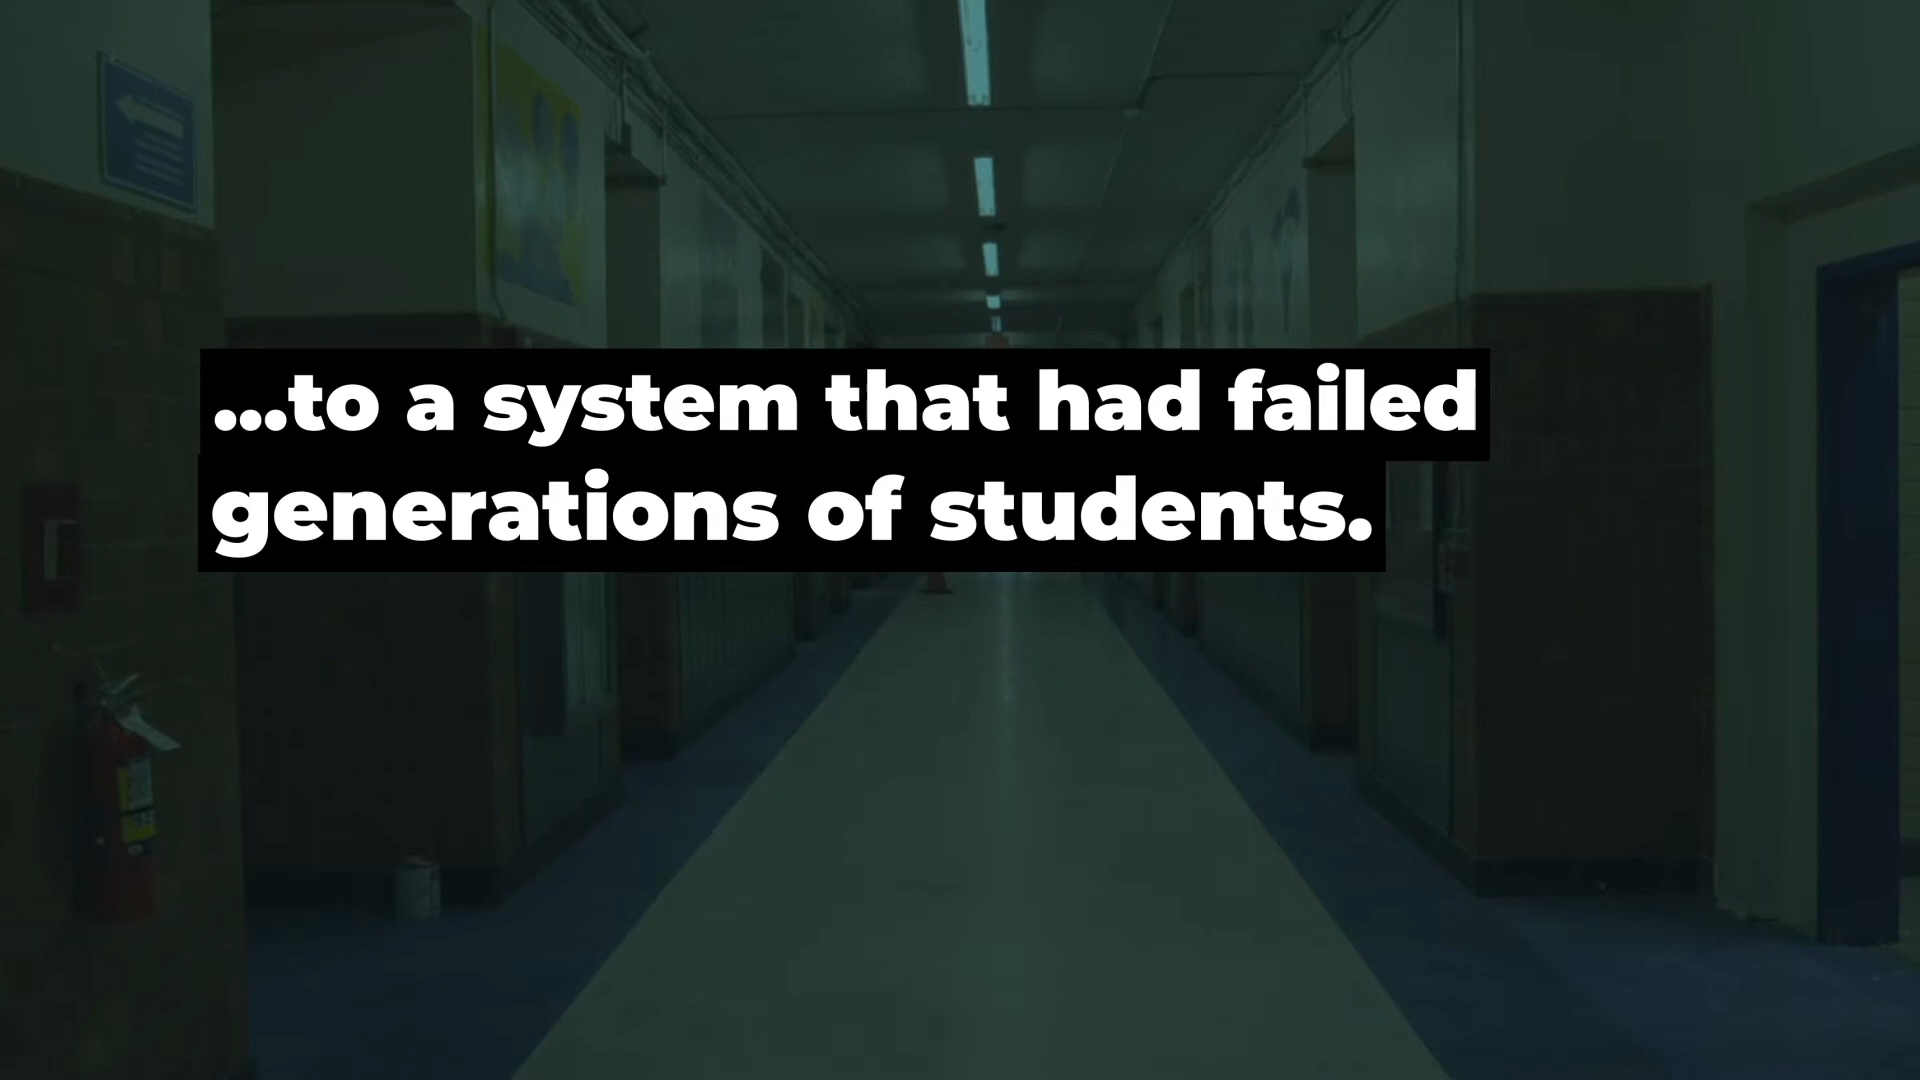 ...to a system that had failed
generations of students.